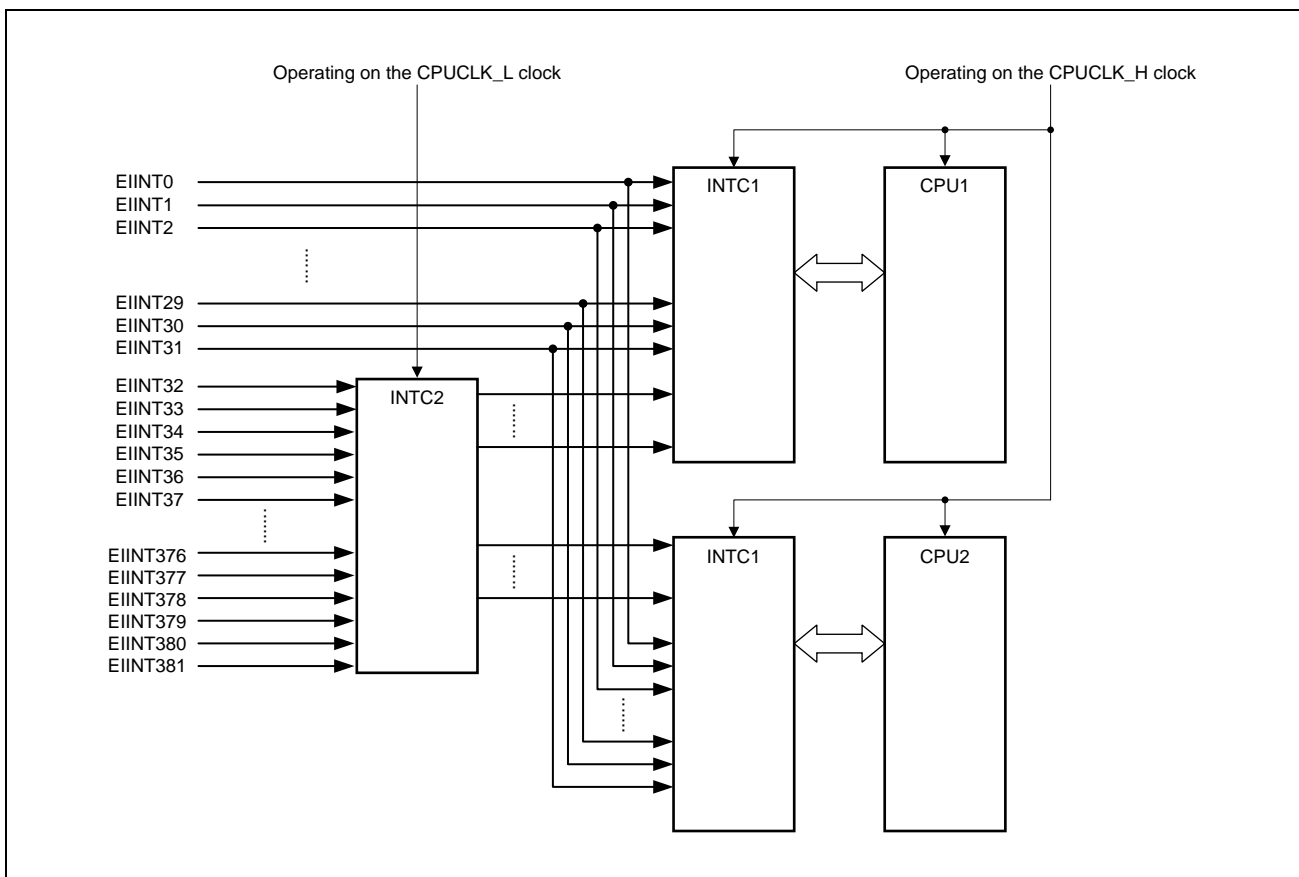 Operating on the CPUCLK_L clock
Operating on the CPUCLK_H clock
EIINT0
EIINT1
EIINT2
EIINT29
EIINT30
EIINT31
INTC1
CPU1
EIINT32
EIINT33
EIINT34
EIINT35
EIINT36
EIINT37
INTC2
EIINT376
EIINT377
EIINT378
EIINT379
EIINT380
EIINT381
INTC1
CPU2